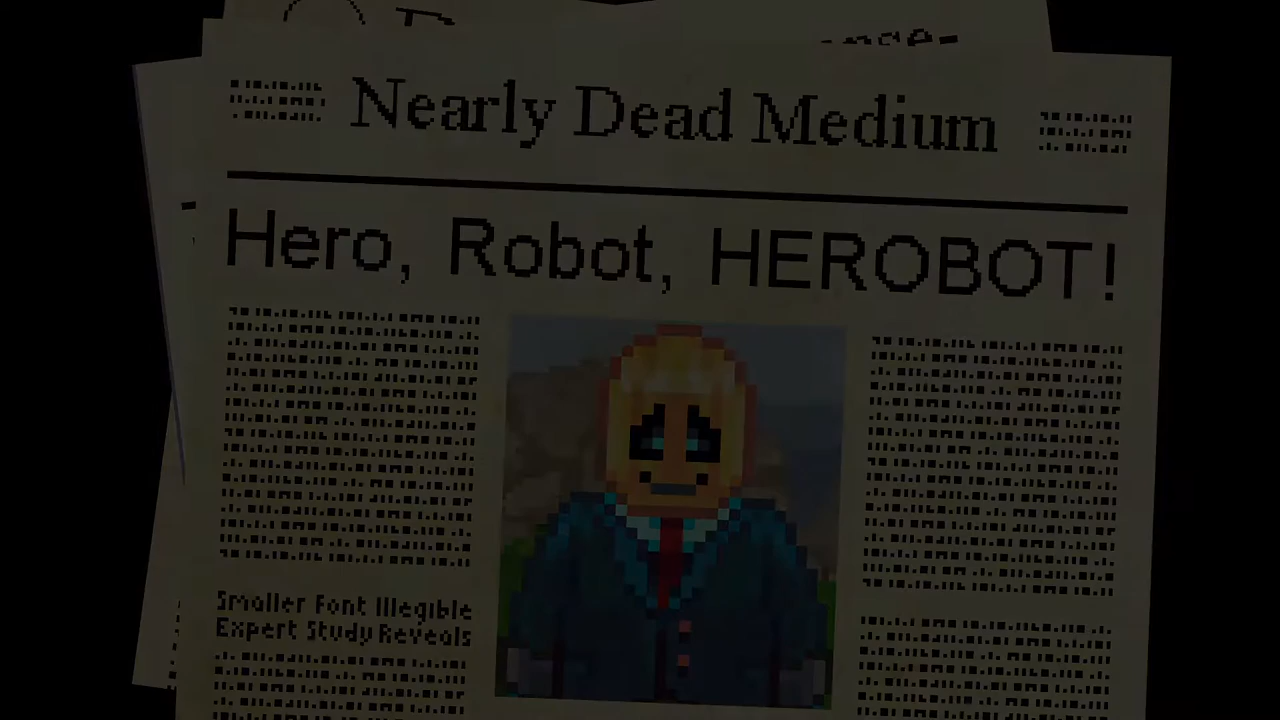 Nearly Dead Medium
Hero, Robot, HEROBOT!
Smaller Font Illegible
Expert Study Reveals